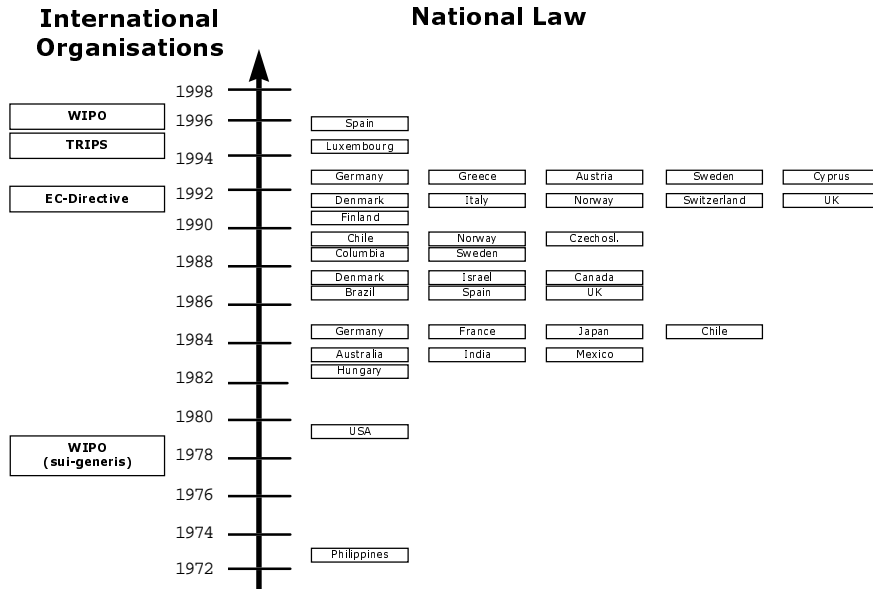 International
Organisations
National Law
1998
WIPO
1996
Spain
TRIPS
Luxembourg
1994
Germany Greece Austria Sweden Cyprus
EC-Directive
1992
Denmark Italy Norway Switzerland UK
Finland
1990
Chile Norway Czechosl.
Columbia Sweden
1988
Denmark Israel Canada
Brazil Spain UK
1986
Germany France Japan Chile
1984
Australia India Mexico
Hungary
1982
1980
USA
WIPO
(sui-generis)
1978
1976
1974
Philippines
1972